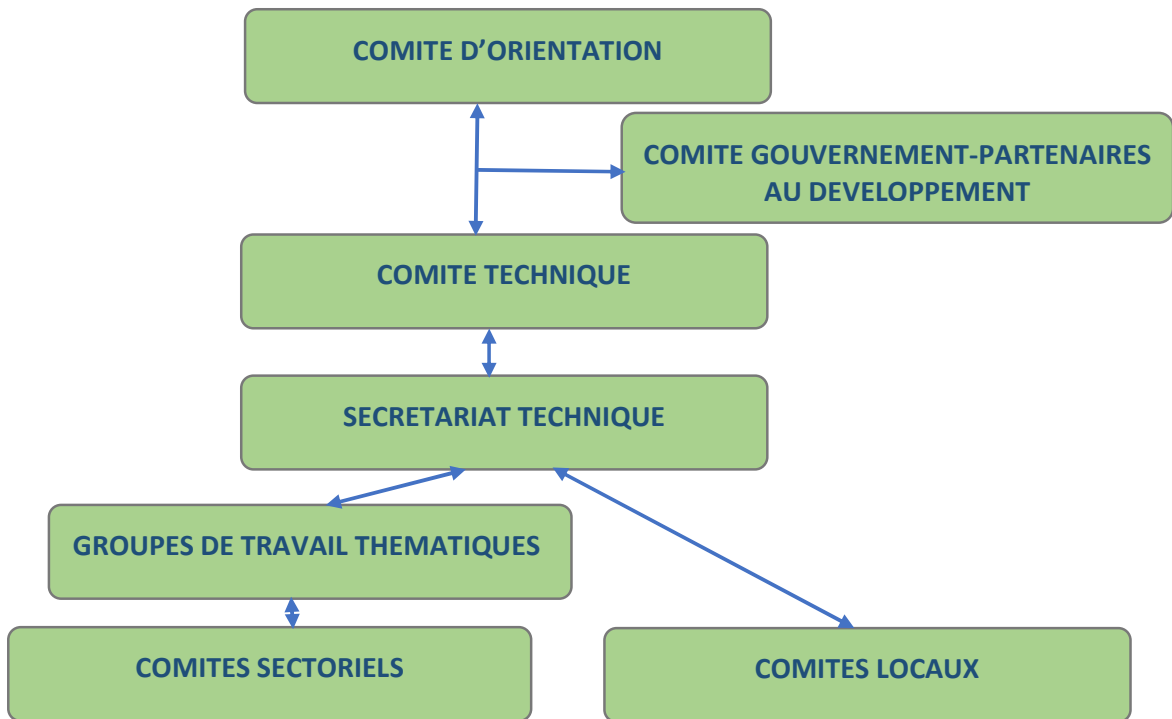 COMITE D’ORIENTATION
COMITE GOUVERNEMENT-PARTENAIRES
AU DEVELOPPEMENT
COMITE TECHNIQUE
SECRETARIAT TECHNIQUE
GROUPES DE TRAVAIL THEMATIQUES
COMITES SECTORIELS
COMITES LOCAUX